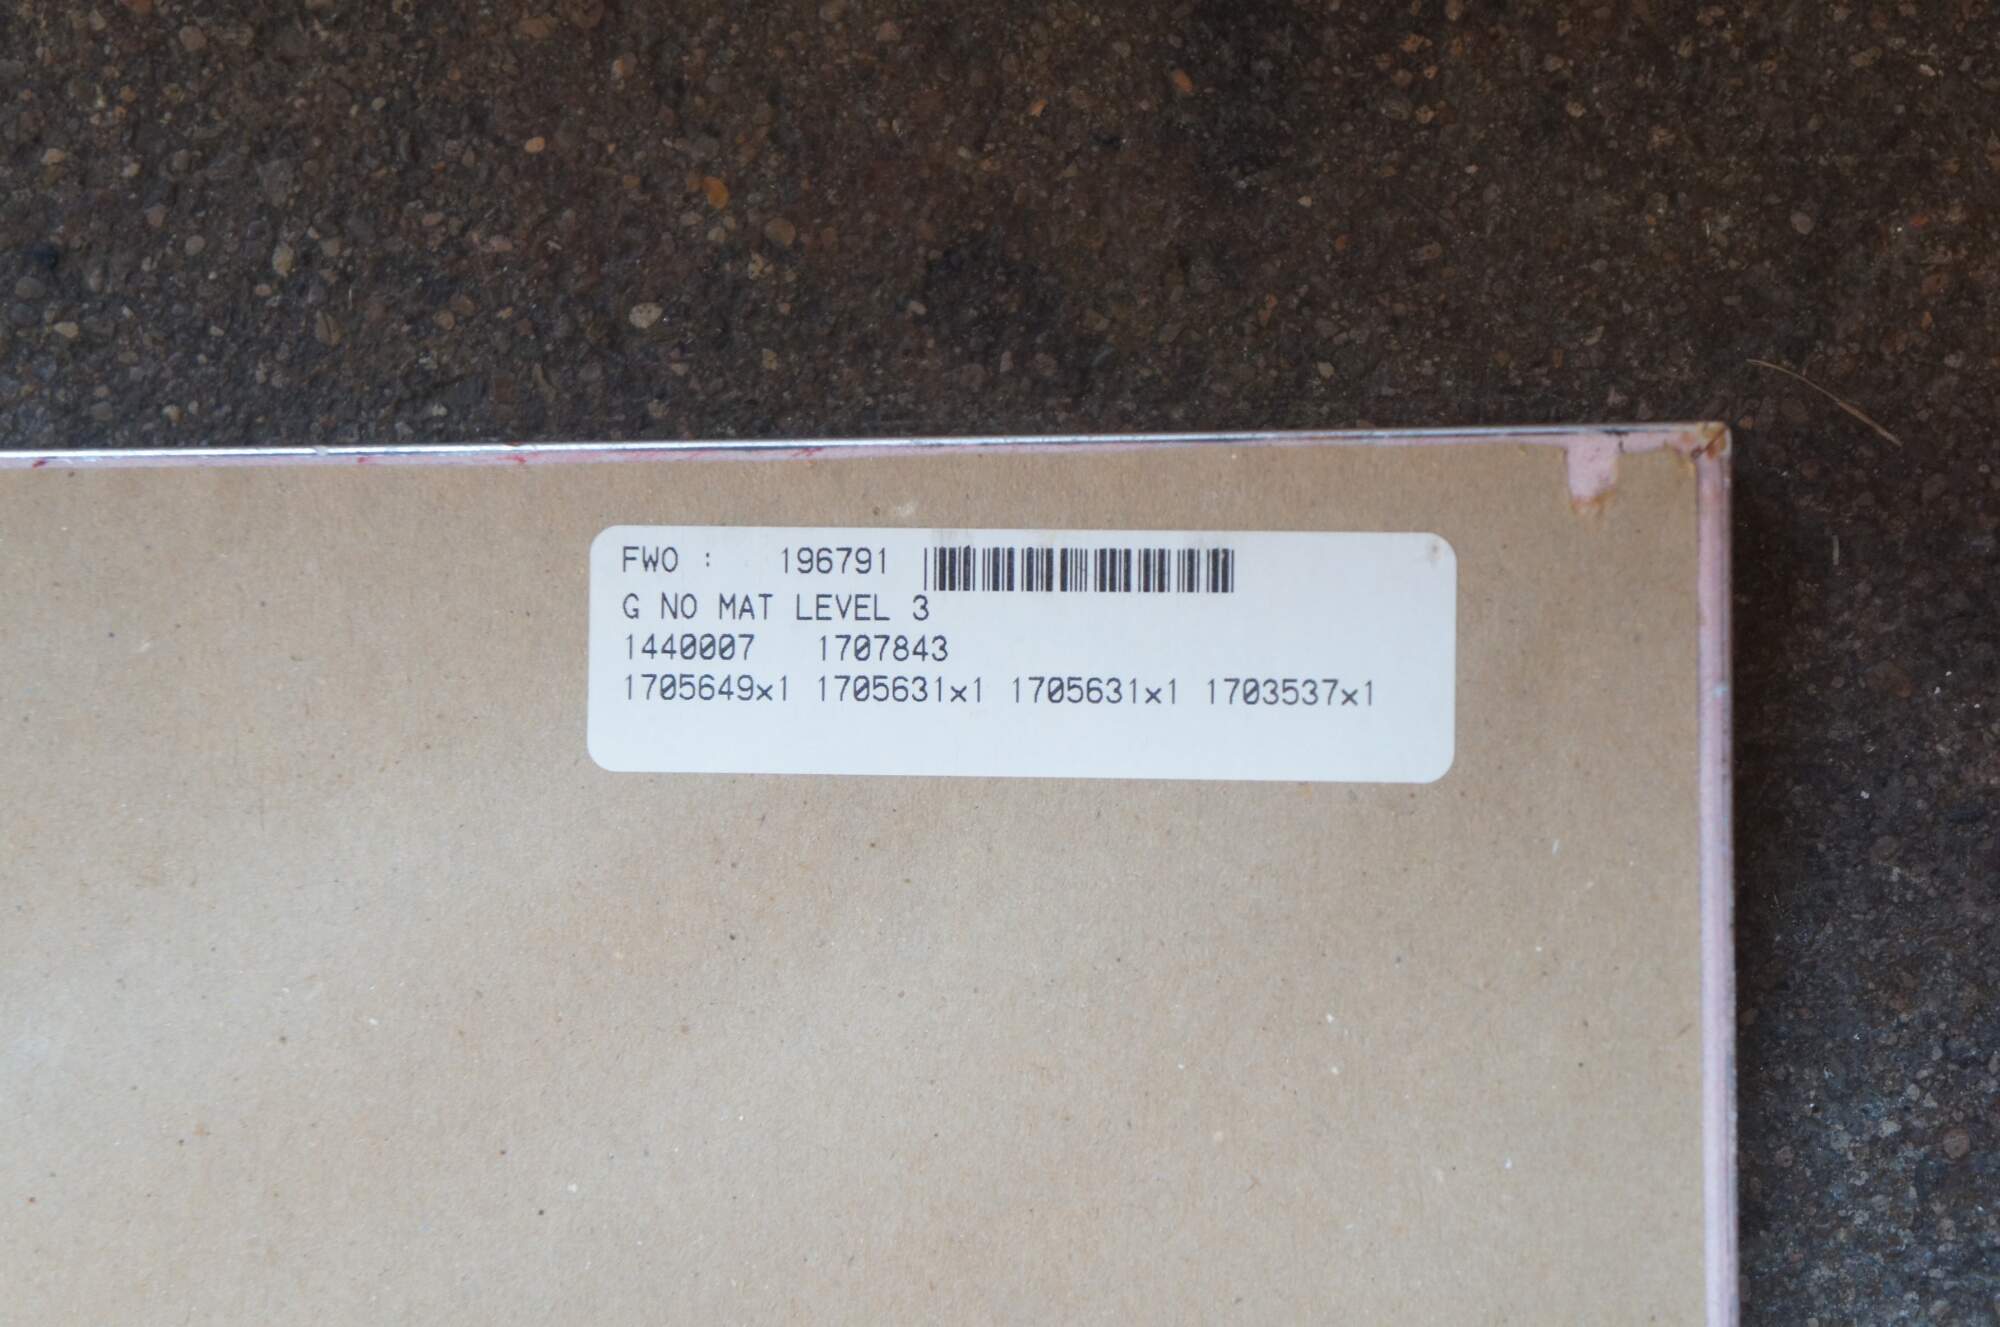 FWO : 196791
G NO MAT LEVEL 3
1440007 1707843
1705649x1 1705631x1 1705631x1 1703537x1